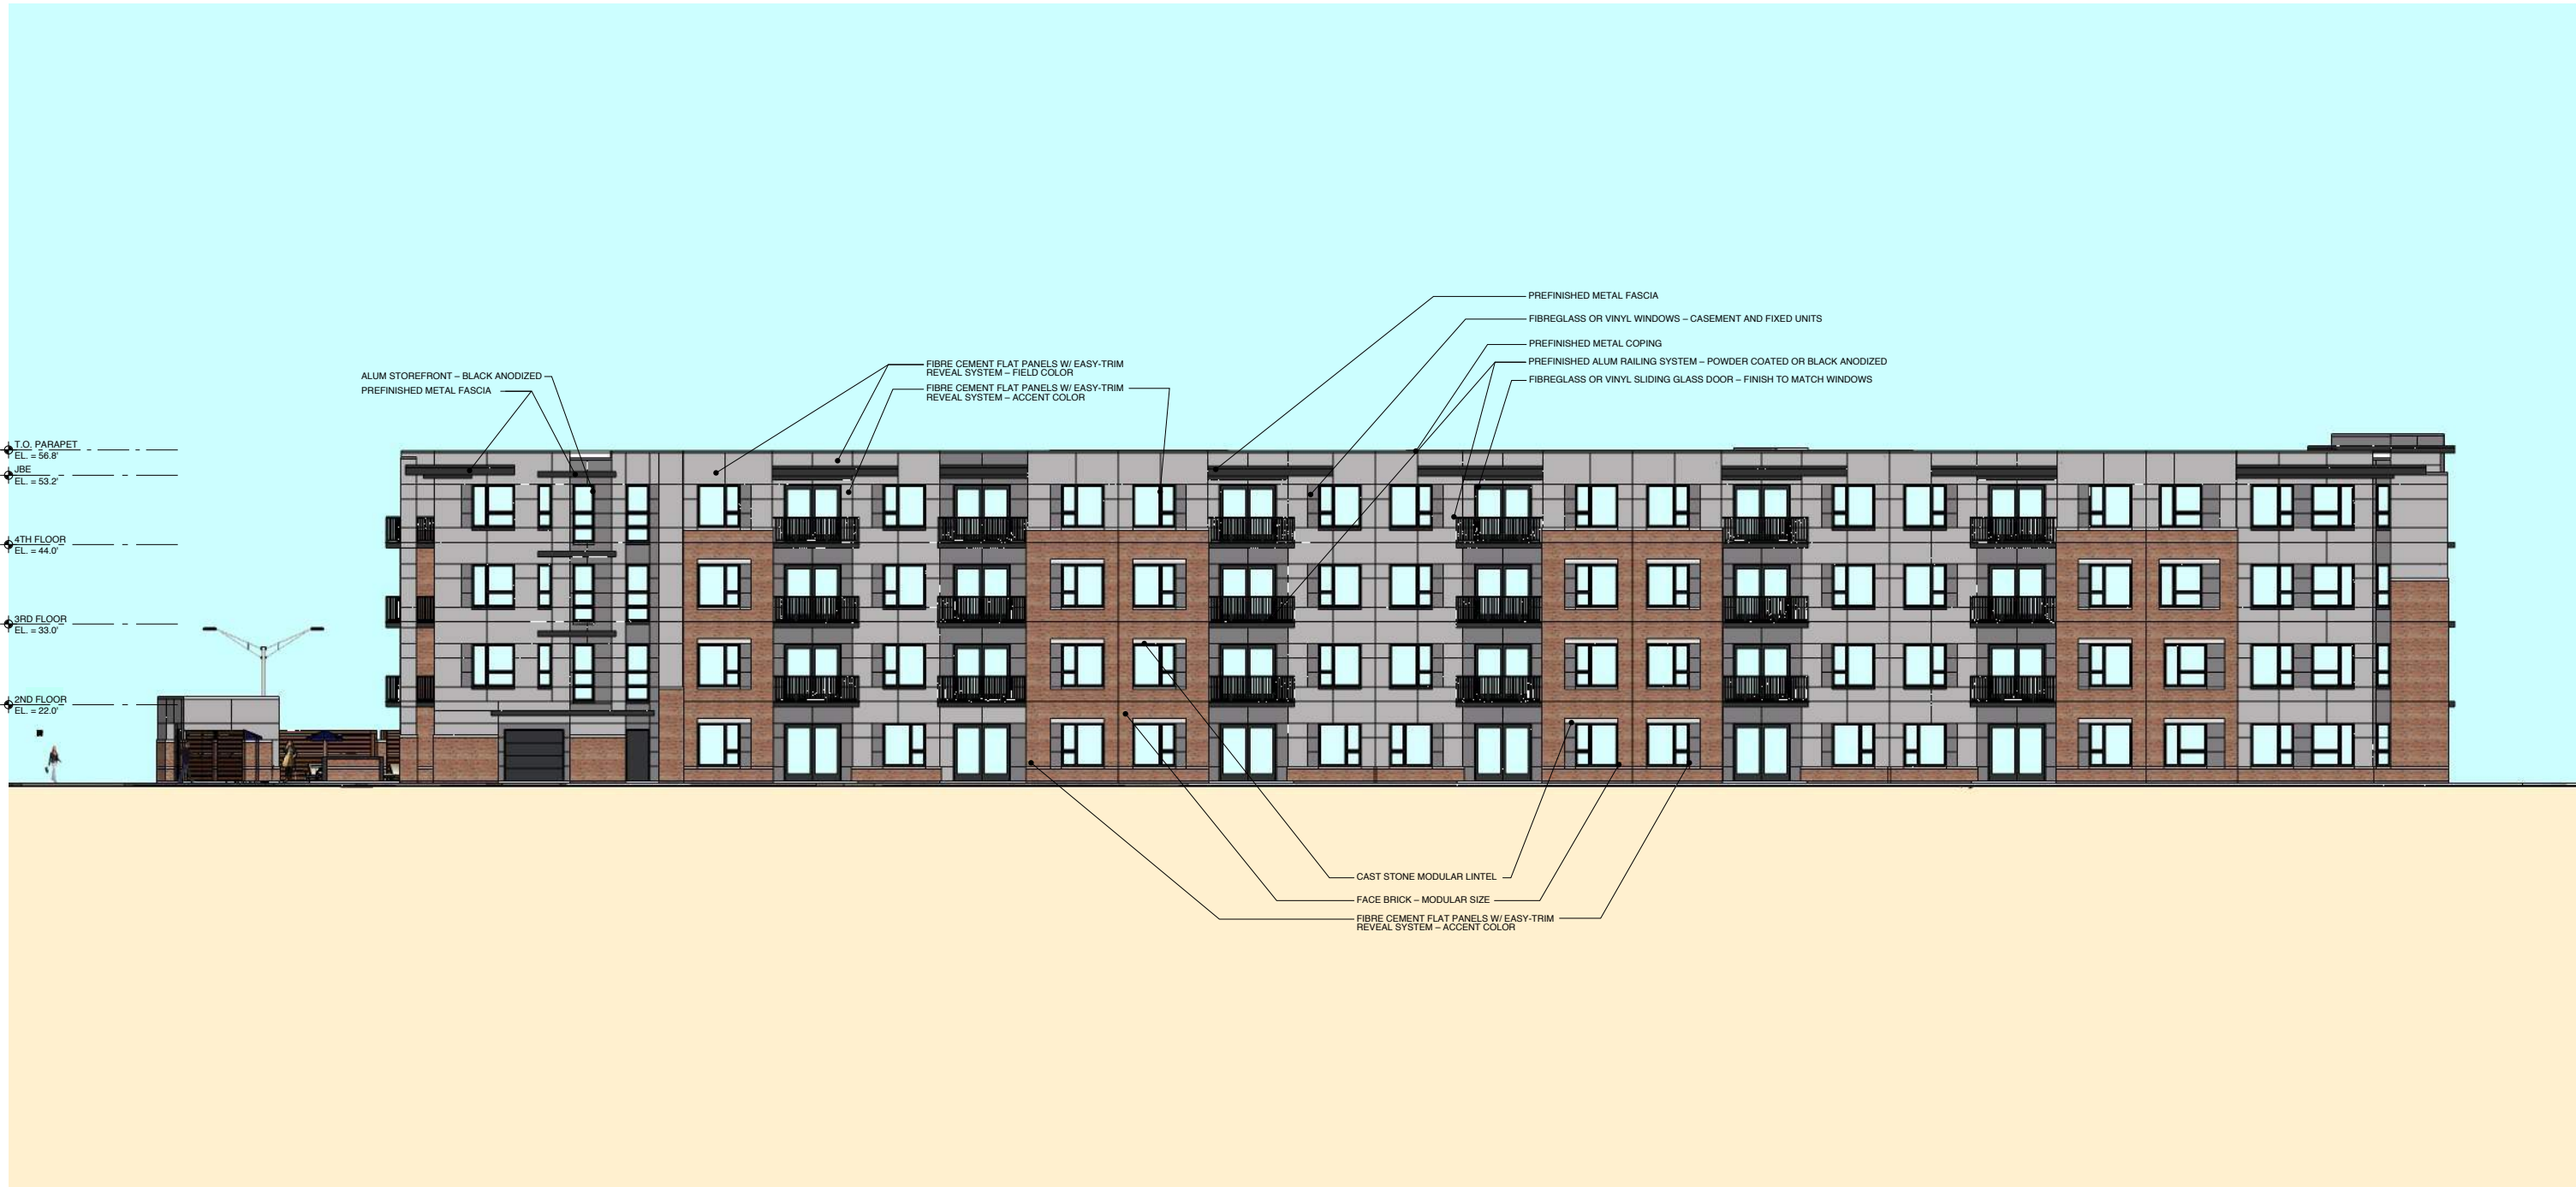 PREFINISHED METAL FASCIA
FIBREGLASS OR VINYL WINDOWS – CASEMENT AND FIXED UNITS
PREFINISHED METAL COPING
PREFINISHED ALUM RAILING SYSTEM – POWDER COATED OR BLACK ANODIZED
FIBREGLASS OR VINYL SLIDING GLASS DOOR – FINISH TO MATCH WINDOWS
FIBRE CEMENT FLAT PANELS W/ EASY-TRIM
REVEAL SYSTEM – FIELD COLOR
FIBRE CEMENT FLAT PANELS W/ EASY-TRIM
REVEAL SYSTEM – ACCENT COLOR
ALUM STOREFRONT – BLACK ANODIZED
PREFINISHED METAL FASCIA
T.O. PARAPET
EL. = 56.8'
JBE
EL. = 53.2'
4TH FLOOR
EL. = 44.0'
3RD FLOOR
EL. = 33.0'
2ND FLOOR
EL. = 22.0'
CAST STONE MODULAR LINTEL
FACE BRICK – MODULAR SIZE
FIBRE CEMENT FLAT PANELS W/ EASY-TRIM
REVEAL SYSTEM – ACCENT COLOR